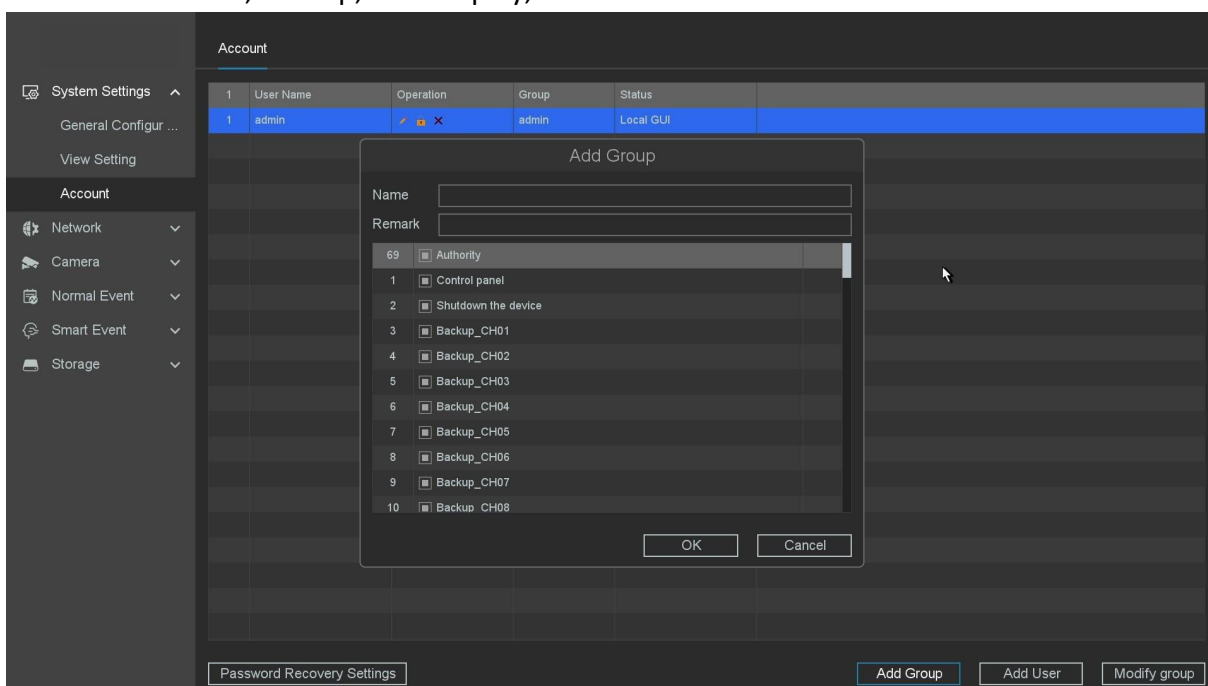 Account
System Settings
General Configur ...
View Setting
Account
Network
Camera
Normal Event
Smart Event
Storage
1 User Name Operation Group Status
1 admin admin Local GUI
Add Group
Name
Remark
69 Authority
1 Control panel
2 Shutdown the device
3 Backup_CH01
4 Backup_CH02
5 Backup_CH03
6 Backup_CH04
7 Backup_CH05
8 Backup_CH06
9 Backup_CH07
10 Backup_CH08
OK Cancel
Password Recovery Settings Add Group Add User Modify group